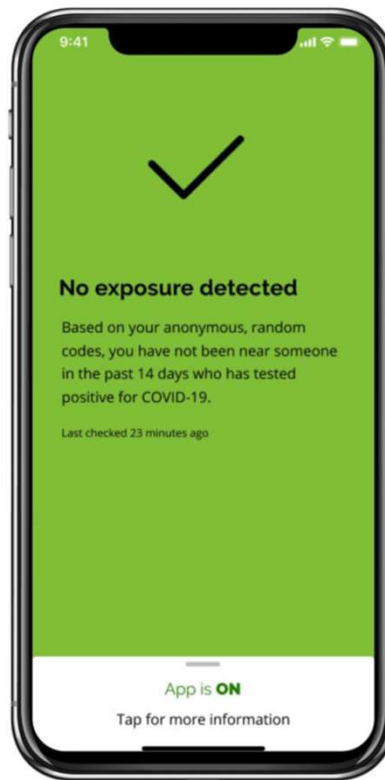 9:41
No exposure detected
Based on your anonymous, random
codes, you have not been near someone
in the past 14 days who has tested
positive for COVID-19.
Last checked 23 minutes ago
App is ON
Tap for more information